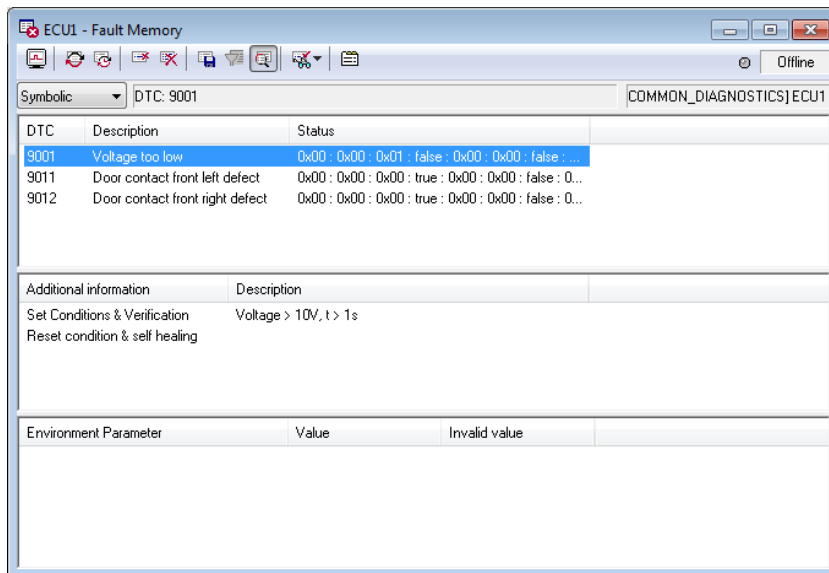 ECU1 - Fault Memory
Offline
Symbolic DTC: 9001 COMMON_DIAGNOSTICS] ECU1
DTC Description Status
9001 Voltage too low 0x00 : 0x00 : 0x01 : false : 0x00 : 0x00 : false : ...
9011 Door contact front left defect 0x00 : 0x00 : 0x00 : true : 0x00 : 0x00 : false : 0...
9012 Door contact front right defect 0x00 : 0x00 : 0x00 : true : 0x00 : 0x00 : false : 0...
Additional information Description
Set Conditions & Verification Voltage > 10V, t > 1s
Reset condition & self healing
Environment Parameter Value Invalid value